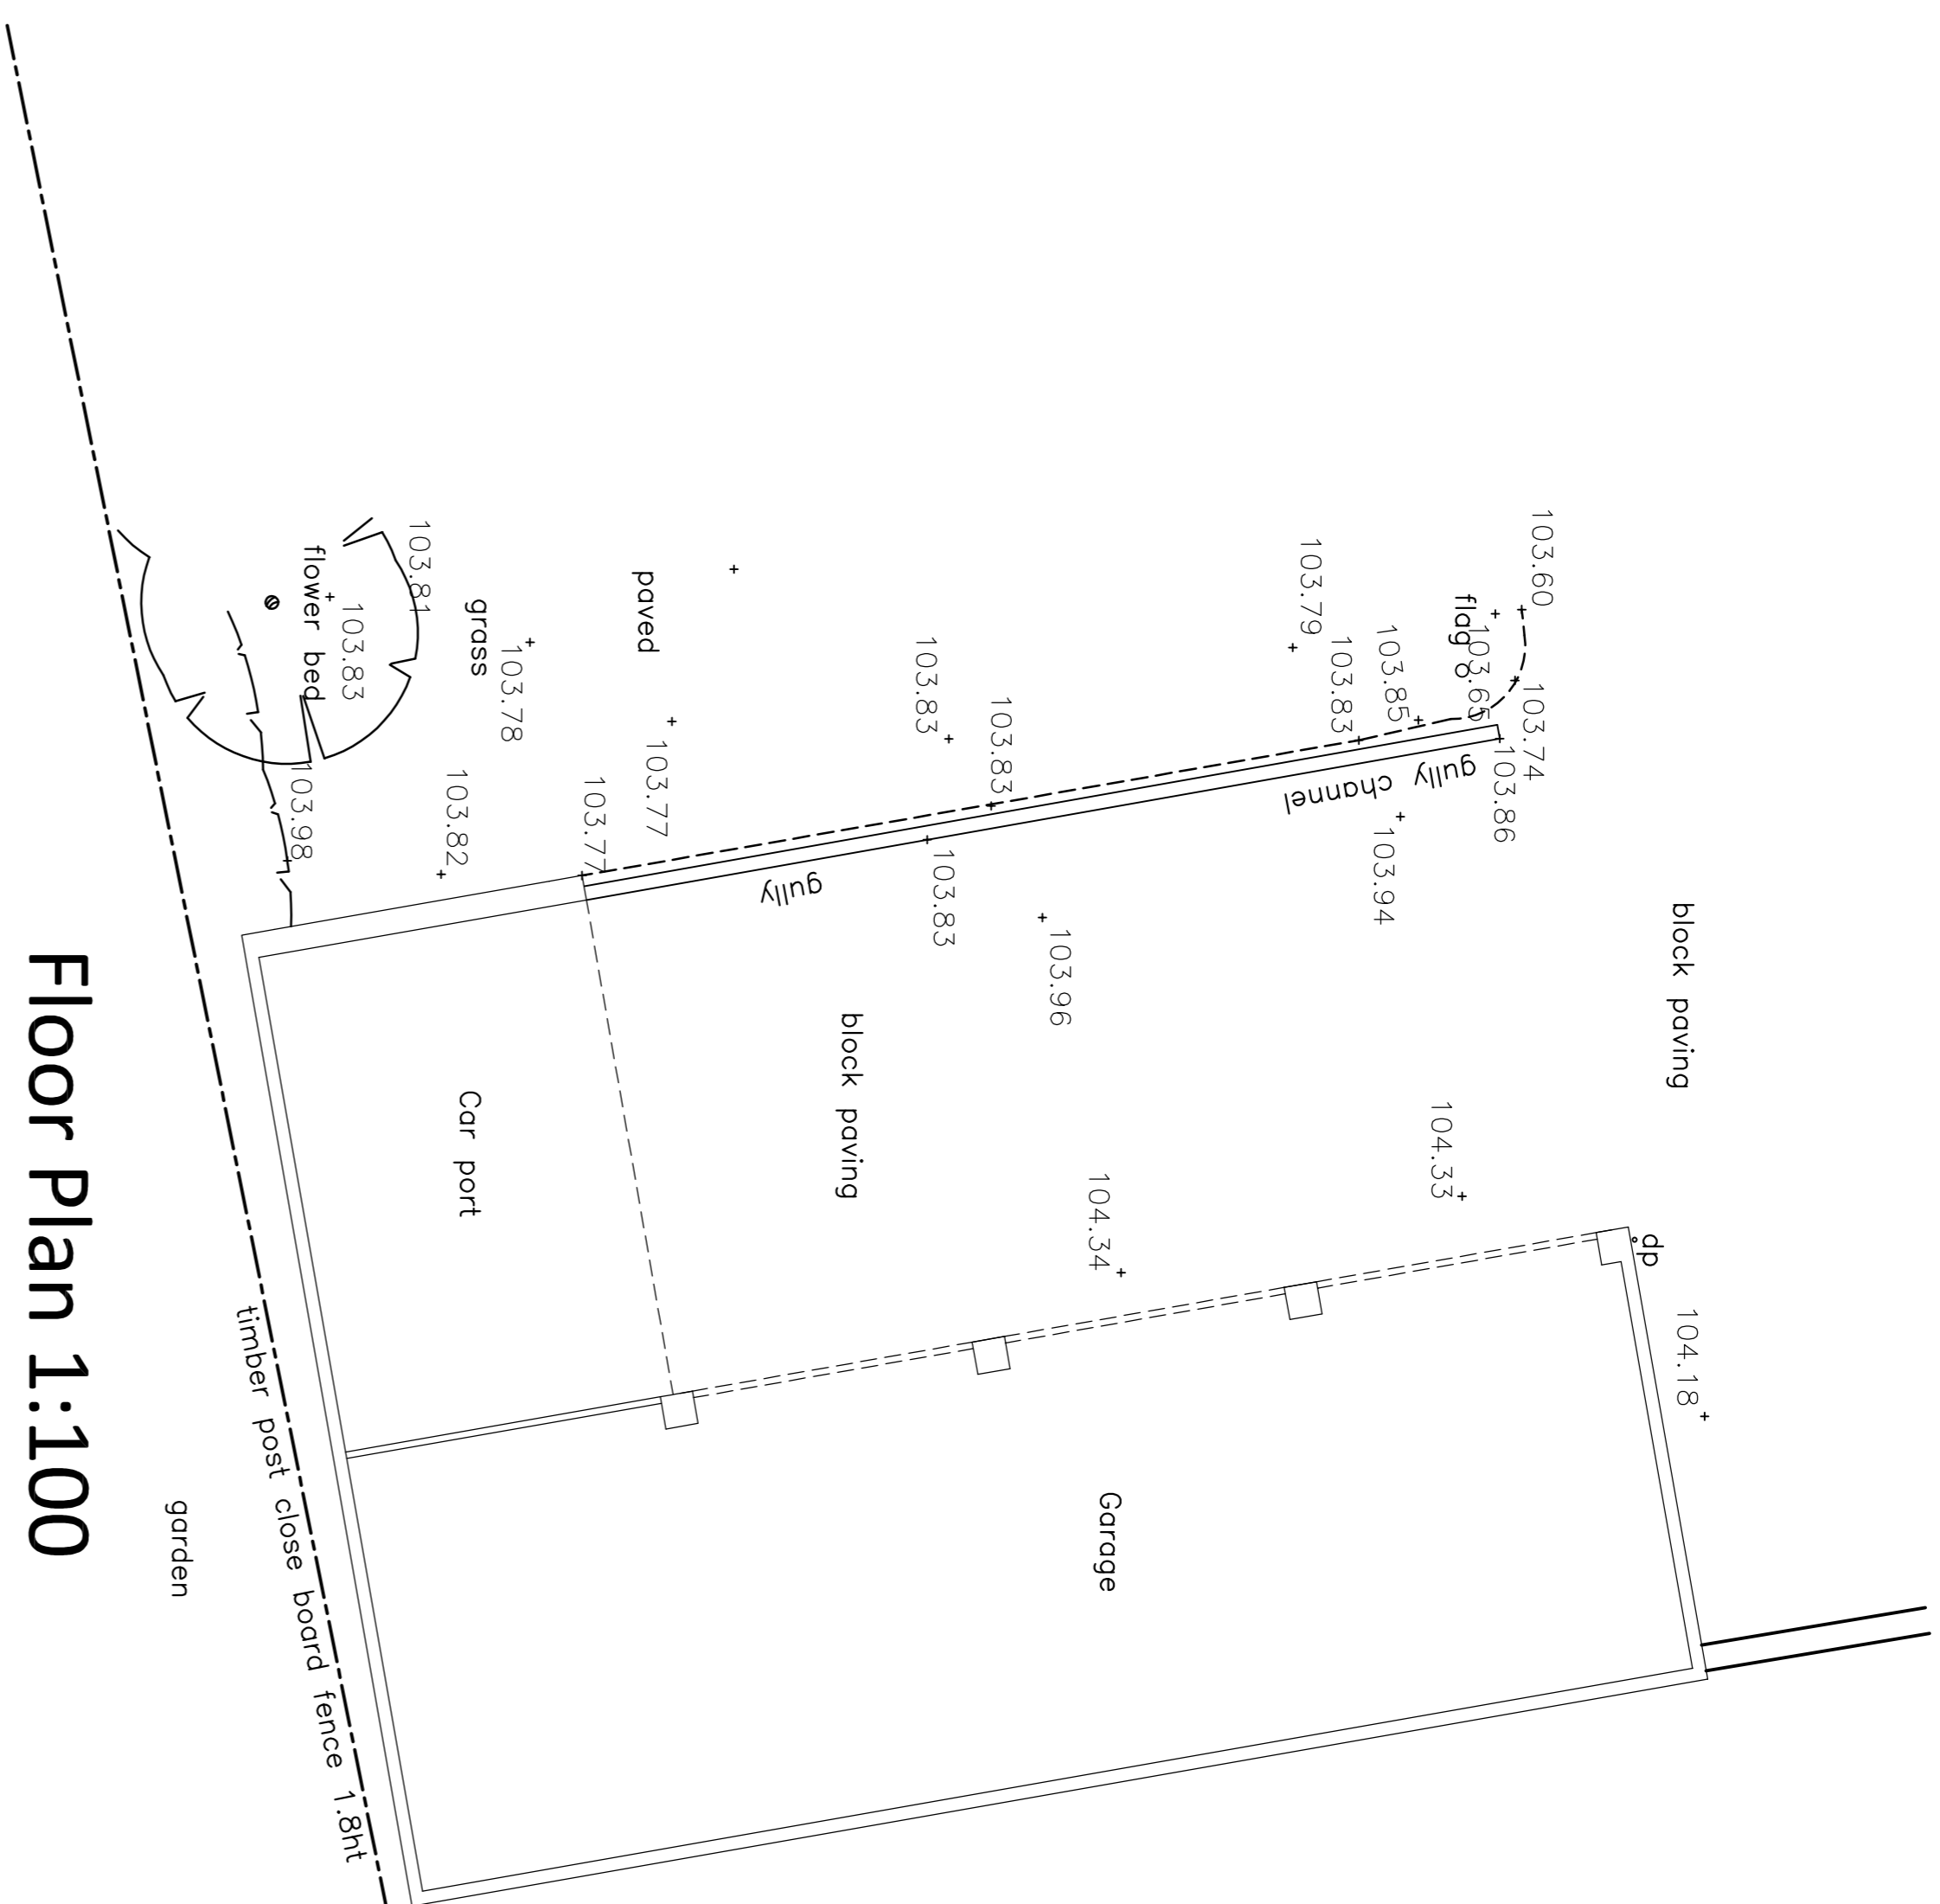 103.60
103.74
103.86
flag o
103.65
103.79
103.85
103.83
gully channel
103.94
block paving
103.83
103.83
103.83
103.96
gully
block paving
104.33
104.34
dp
104.18
paved
103.77
103.77
grass
103.78
103.81
103.82
flower bed
103.83
103.98
Car port
Garage
timber post close board fence 1.8ht
garden
Floor Plan 1:100